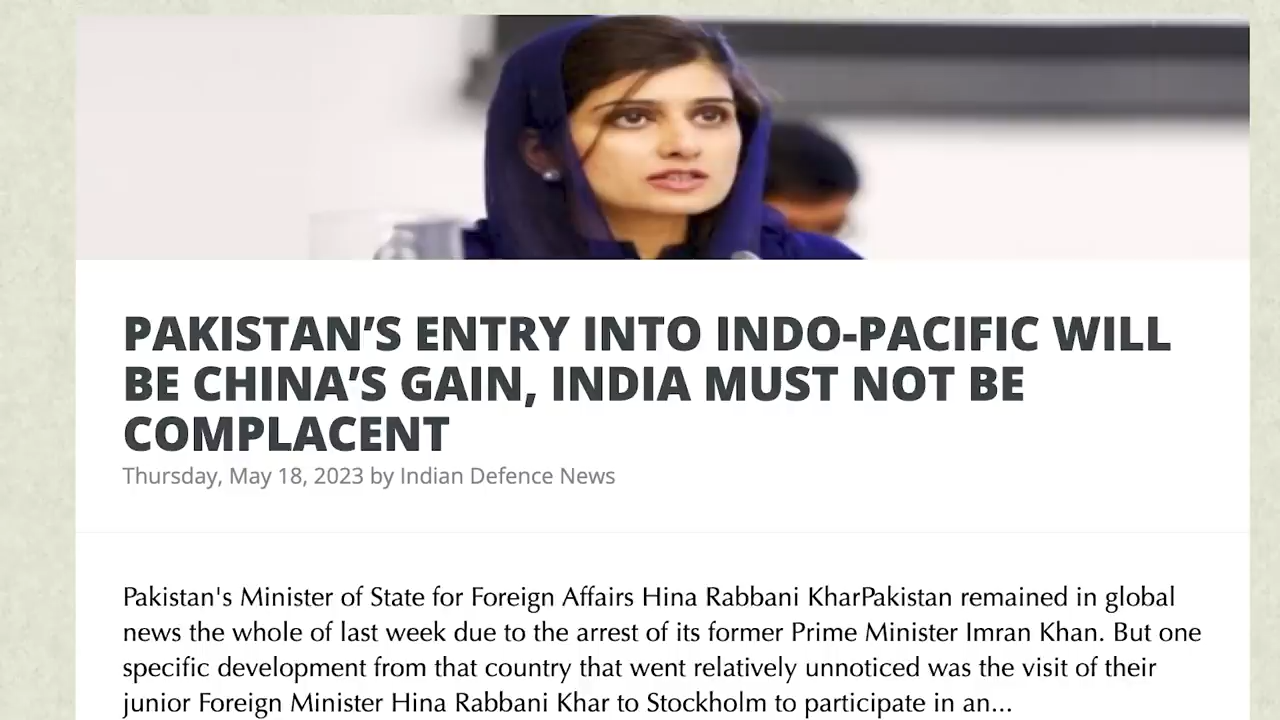 PAKISTAN’S ENTRY INTO INDO-PACIFIC WILL
BE CHINA’S GAIN, INDIA MUST NOT BE
COMPLACENT
Thursday, May 18, 2023 by Indian Defence News
Pakistan's Minister of State for Foreign Affairs Hina Rabbani KharPakistan remained in global
news the whole of last week due to the arrest of its former Prime Minister Imran Khan. But one
specific development from that country that went relatively unnoticed was the visit of their
junior Foreign Minister Hina Rabbani Khar to Stockholm to participate in an...